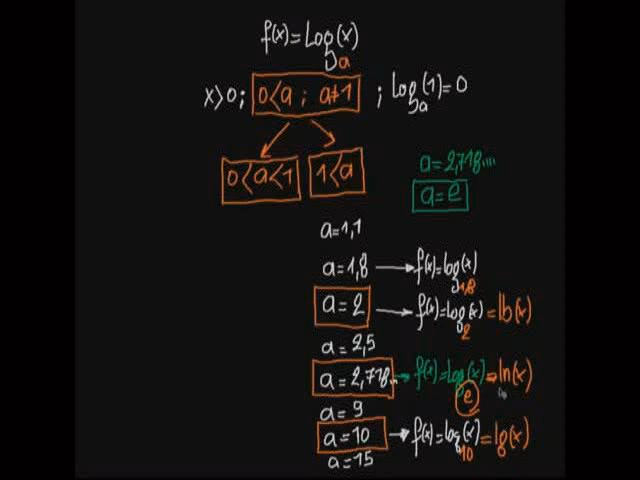 f(x)=Log(x)
a
x>0; 0<a ; a≠1 ; log(1)=0
a
0<a<1 1<a
a=2,718....
a=e
a=1,1
a=1,8 → f(x)=log(x)
1,8
a=2 → f(x)=log(x) = lb(x)
2
a=2,5
a=2,718... → f(x)=log(x) = ln(x)
e
a=9
a=10 → f(x)=log(x) = lg(x)
10
a=15